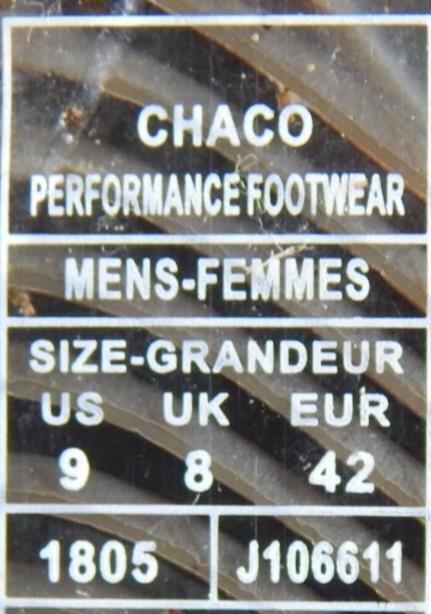 CHACO
PERFORMANCE FOOTWEAR
MENS-FEMMES
SIZE-GRANDEUR
US UK EUR
9 8 42
1805 J106611